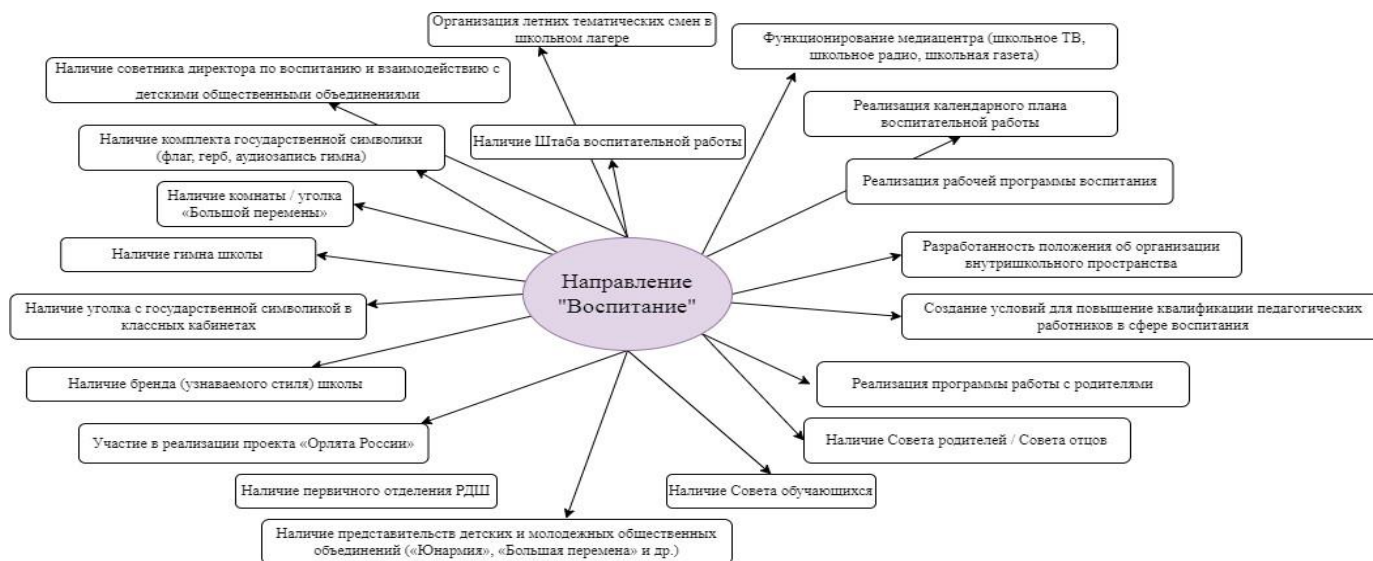 Организация летних тематических смен в
школьном лагере
Функционирование медиацентра (школьное ТВ,
школьное радио, школьная газета)
Наличие советника директора по воспитанию и взаимодействию с
детскими общественными объединениями
Реализация календарного плана
воспитательной работы
Наличие комплекта государственной символики
(флаг, герб, аудиозапись гимна)
Наличие Штаба воспитательной работы
Реализация рабочей программы воспитания
Наличие комнаты / уголка
«Большой перемены»
Наличие гимна школы
Разработанность положения об организации
внутришкольного пространства
Направление
"Воспитание"
Наличие уголка с государственной символикой в
классных кабинетах
Создание условий для повышение квалификации педагогических
работников в сфере воспитания
Наличие бренда (узнаваемого стиля) школы
Реализация программы работы с родителями
Участие в реализации проекта «Орлята России»
Наличие Совета родителей / Совета отцов
Наличие первичного отделения РДШ
Наличие Совета обучающихся
Наличие представительств детских и молодежных общественных
объединений («Юнармия», «Большая перемена» и др.)